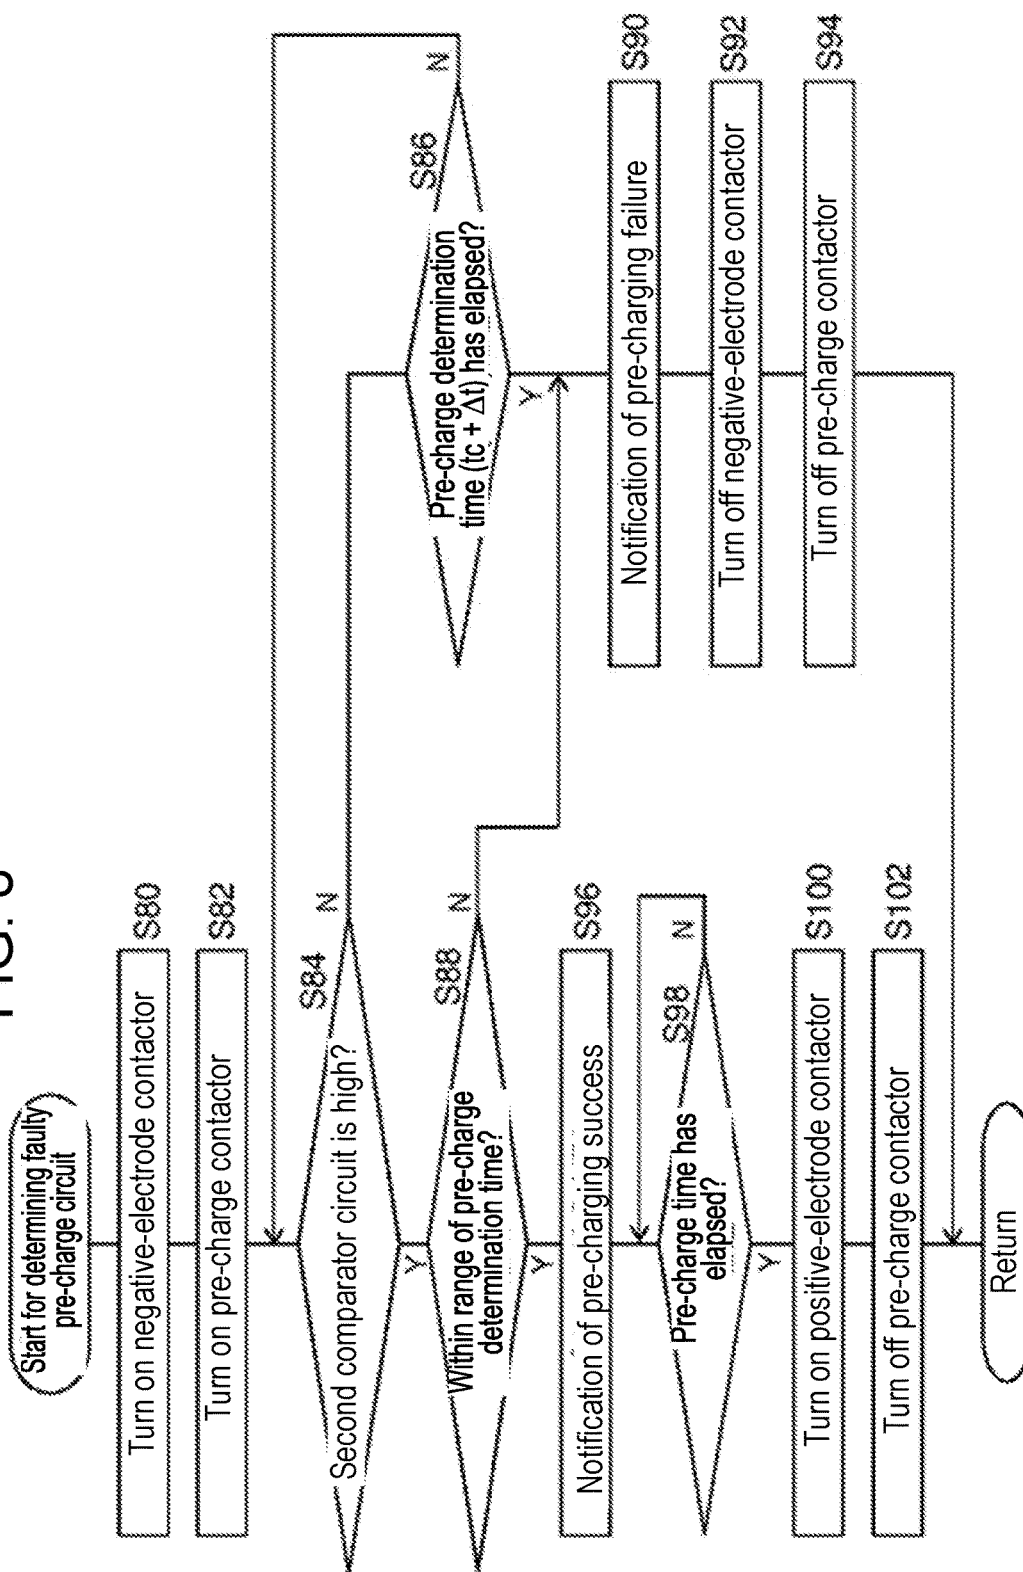 Start for determining faulty
pre-charge circuit
Turn on negative-electrode contactor
S80
Turn on pre-charge contactor
S82
Second comparator circuit is high?
S84
N
Y
Pre-charge determination
time (tc + Δt) has elapsed?
S86
N
Y
Within range of pre-charge
determination time?
S88
N
Y
Notification of pre-charging failure
S90
Turn off negative-electrode contactor
S92
Turn off pre-charge contactor
S94
Notification of pre-charging success
S96
Pre-charge time has
elapsed?
S98
N
Y
Turn on positive-electrode contactor
S100
Turn off pre-charge contactor
S102
Return